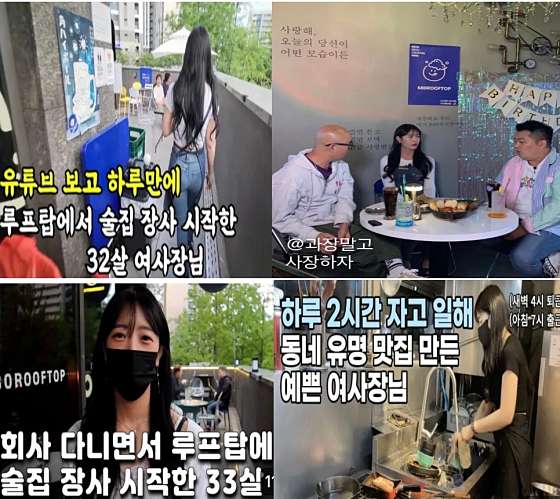 유튜브 보고 하루만에
루프탑에서 술집 장사 시작한
32살 여사장님
사랑해,
오늘의 당신이
어떤 모습이든
680ROOFTOP
HAP
BIRTH
@과장말고
사장하자
ROOFTOP
회사 다니면서 루프탑에
술집 장사 시작한 33살
하루 2시간 자고 일해
동네 유명 맛집 만든
예쁜 여사장님
(새벽 4시 퇴근
(아침 7시 출근